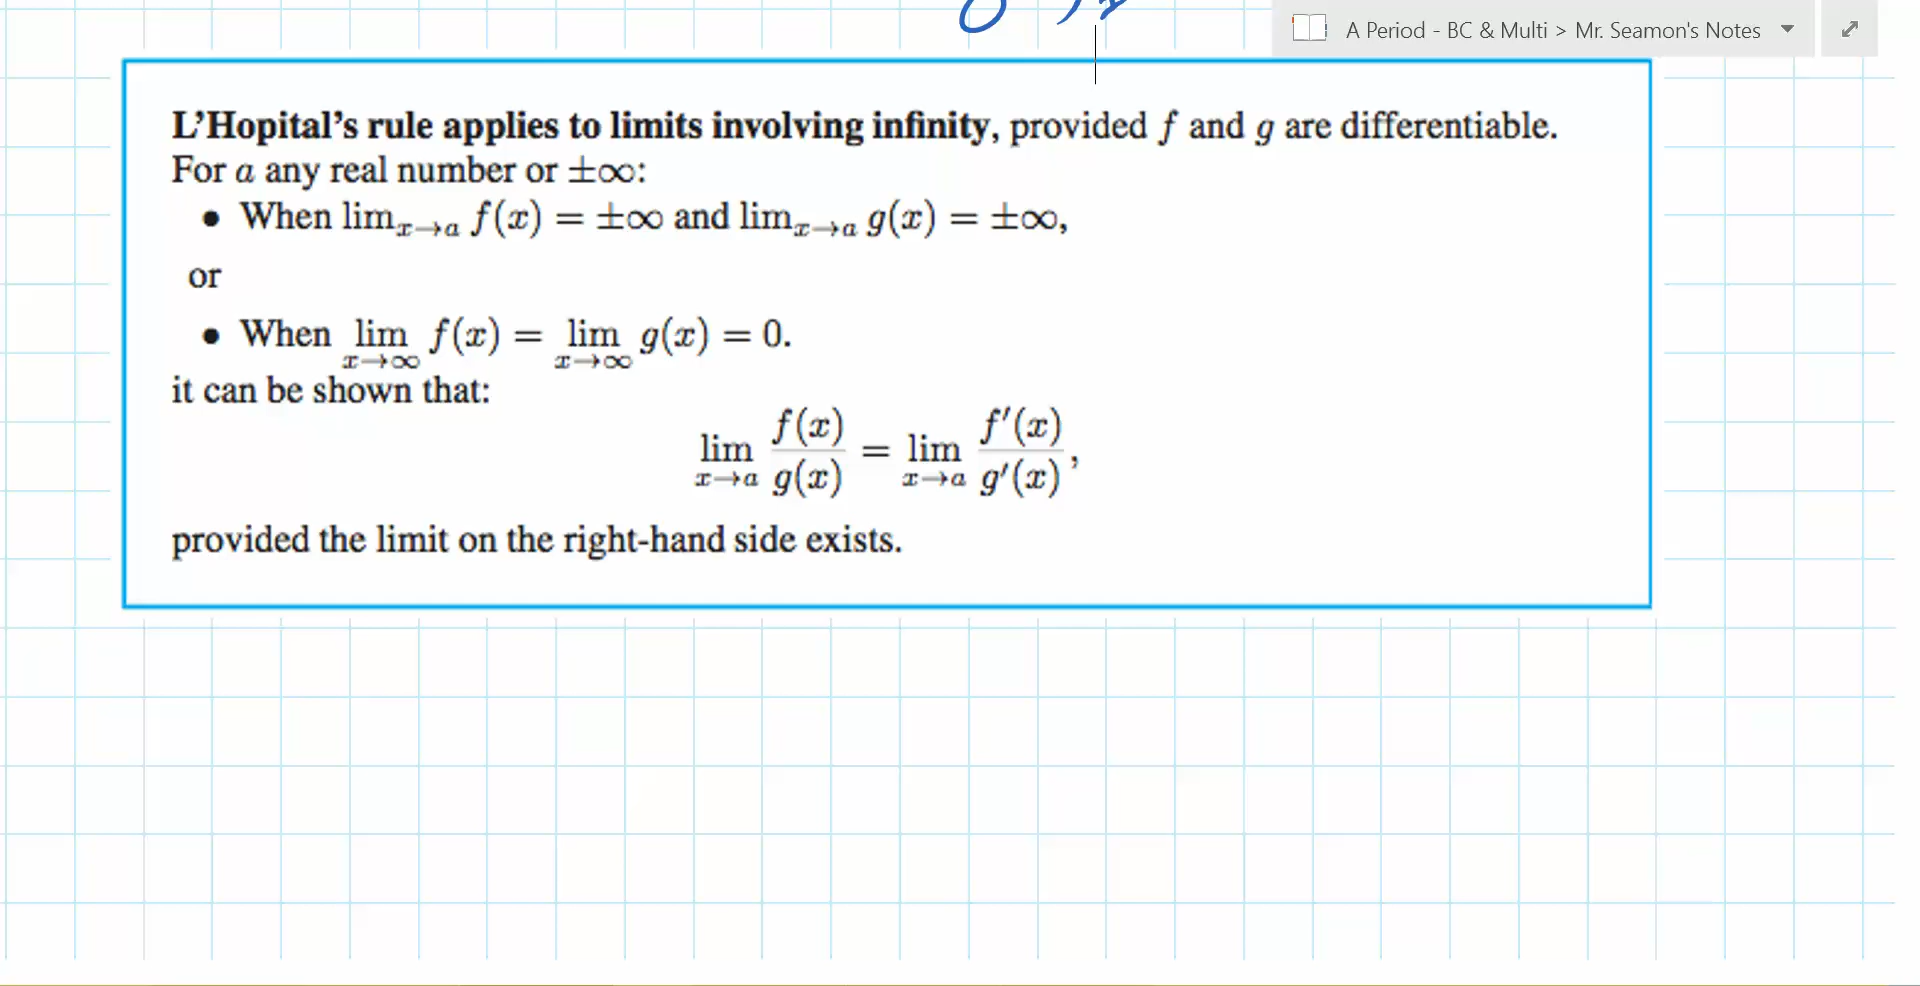 A Period - BC & Multi > Mr. Seamon's Notes
L'Hopital's rule applies to limits involving infinity, provided f and g are differentiable.
For a any real number or ±∞:
• When lim_{x→a} f(x) = ±∞ and lim_{x→a} g(x) = ±∞,
or
• When lim_{x→∞} f(x) = lim_{x→∞} g(x) = 0.
it can be shown that:
lim_{x→a} f(x)/g(x) = lim_{x→a} f′(x)/g′(x),
provided the limit on the right-hand side exists.